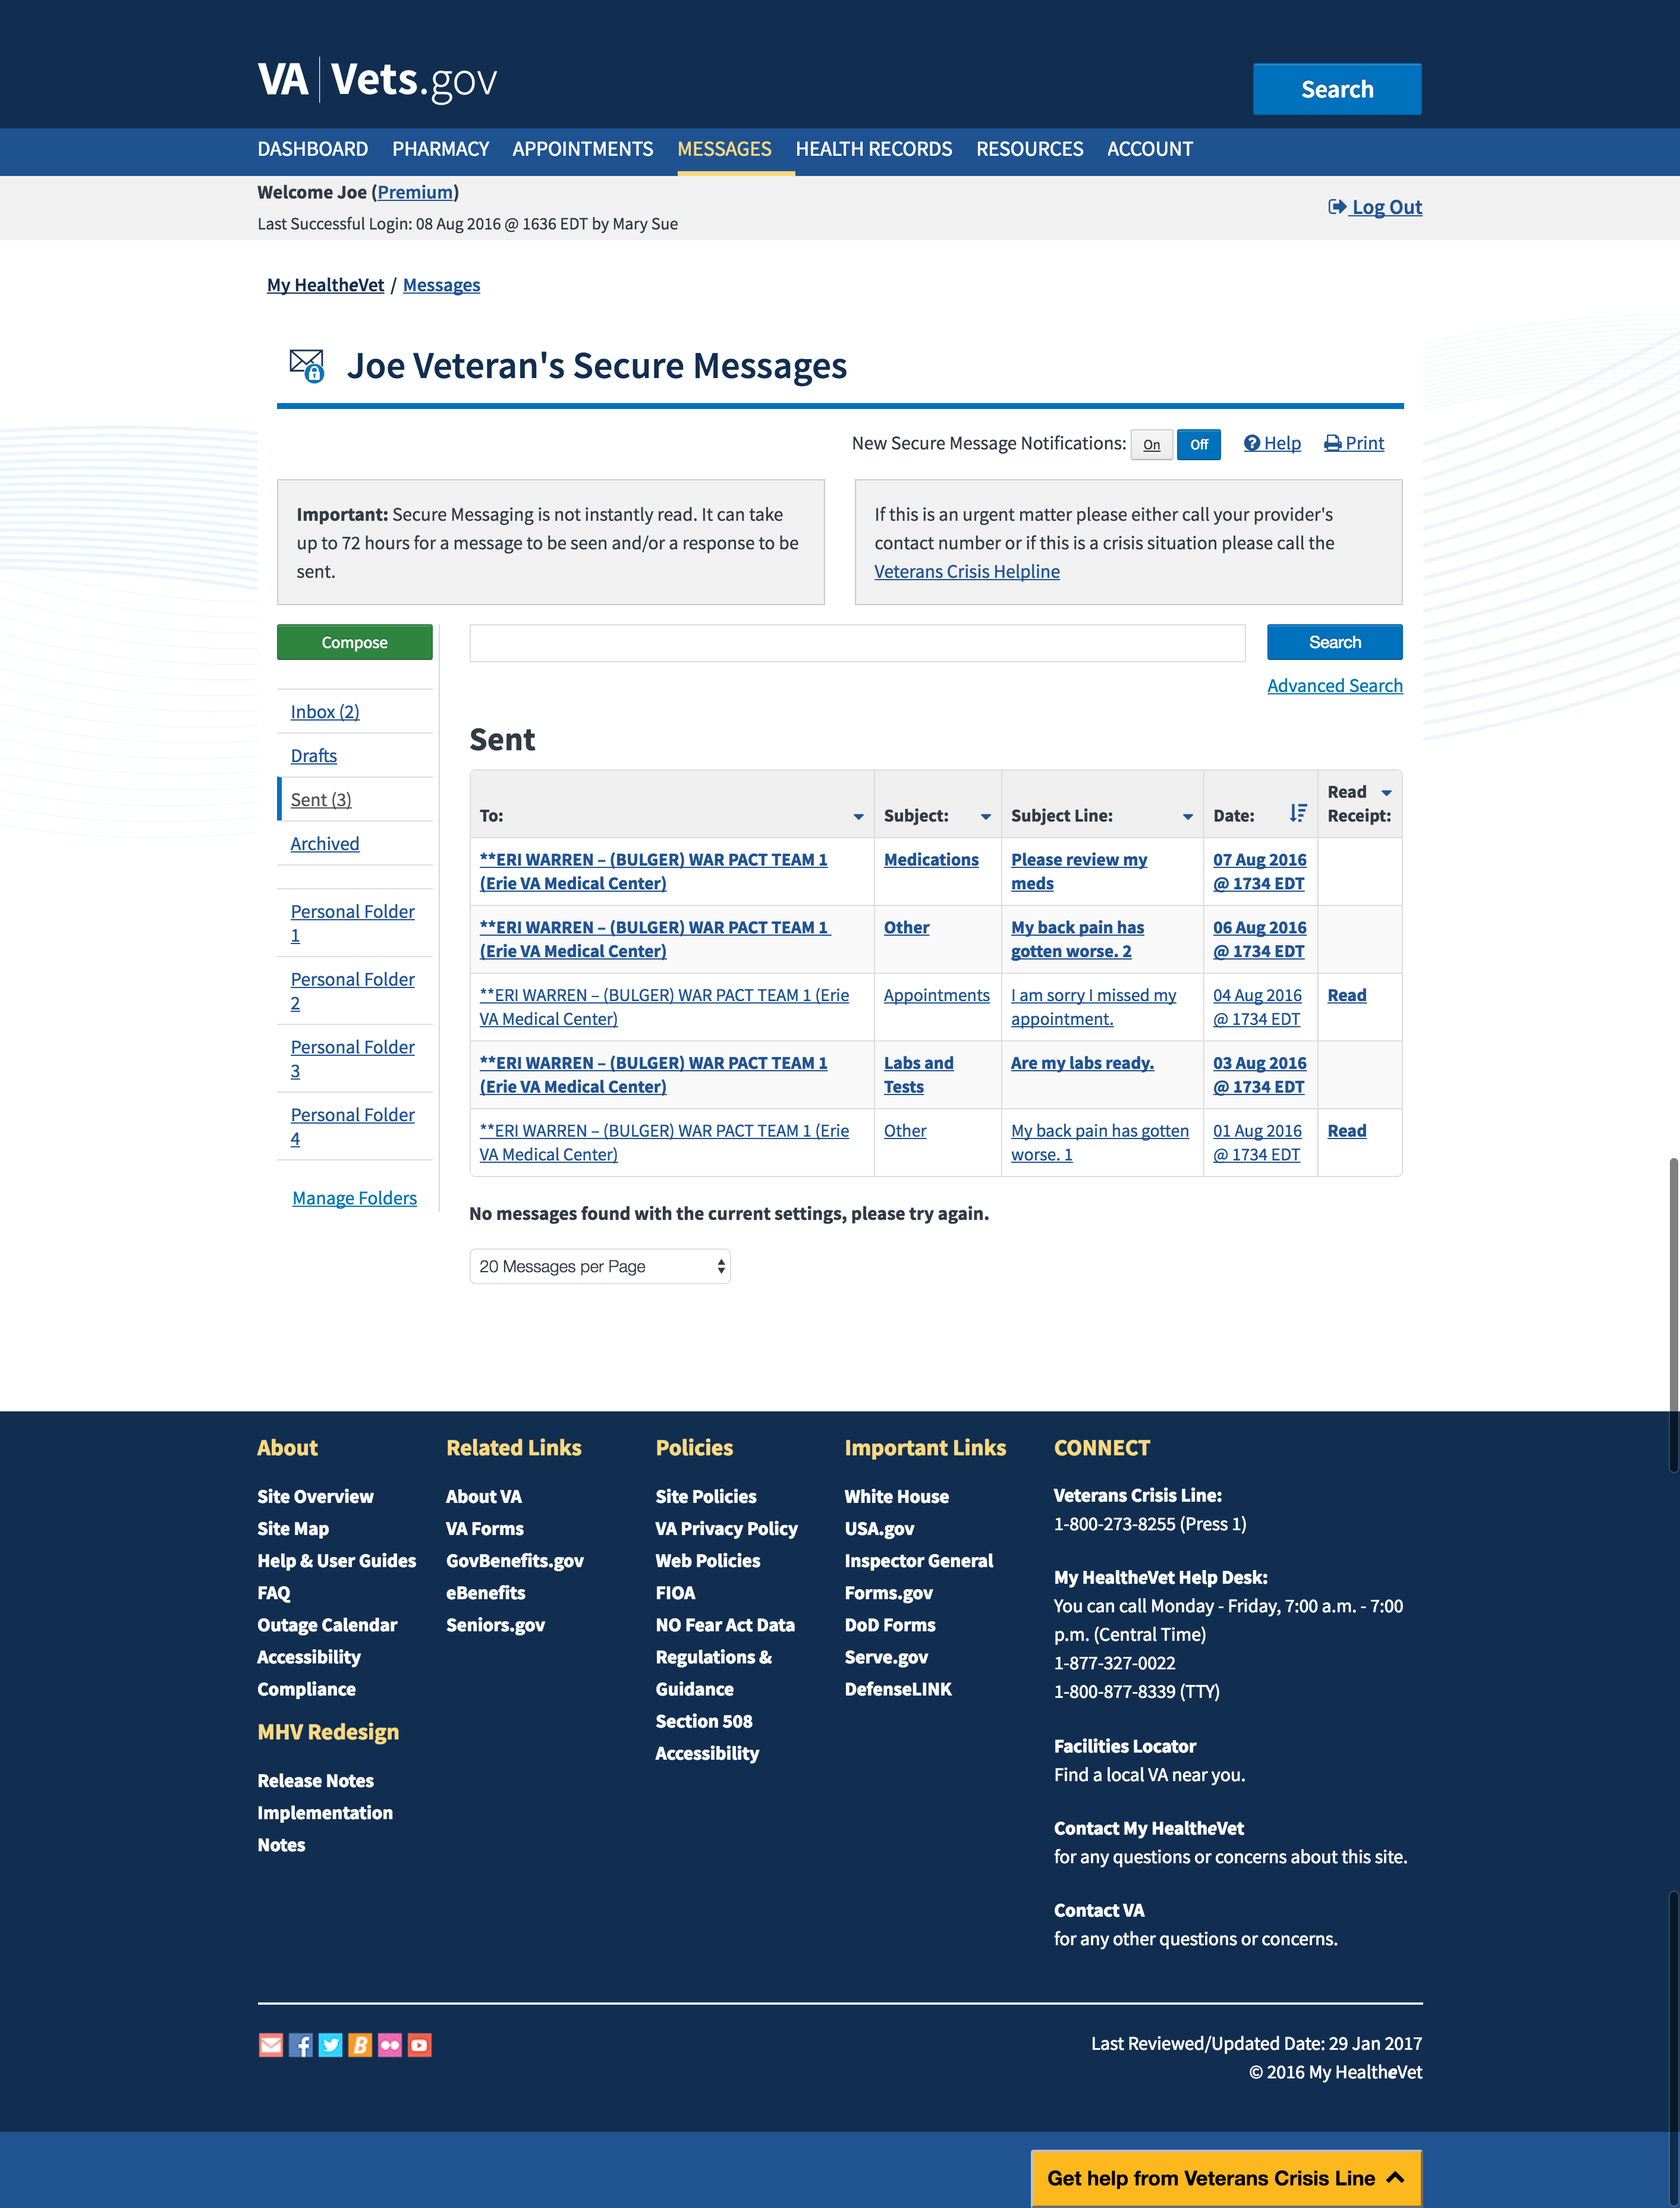 VA | Vets.gov
Search
DASHBOARD PHARMACY APPOINTMENTS MESSAGES HEALTH RECORDS RESOURCES ACCOUNT
Welcome Joe (Premium)
Last Successful Login: 08 Aug 2016 @ 1636 EDT by Mary Sue
Log Out
My HealtheVet / Messages
Joe Veteran's Secure Messages
New Secure Message Notifications: On Off Help Print
Important: Secure Messaging is not instantly read. It can take
up to 72 hours for a message to be seen and/or a response to be
sent.
If this is an urgent matter please either call your provider's
contact number or if this is a crisis situation please call the
Veterans Crisis Helpline
Compose
Inbox (2)
Drafts
Sent (3)
Archived
Personal Folder
1
Personal Folder
2
Personal Folder
3
Personal Folder
4
Manage Folders
Search
Advanced Search
Sent
To: Subject: Subject Line: Date: Read
Receipt:
**ERI WARREN – (BULGER) WAR PACT TEAM 1 Medications Please review my 07 Aug 2016
(Erie VA Medical Center) meds @ 1734 EDT
**ERI WARREN – (BULGER) WAR PACT TEAM 1 Other My back pain has 06 Aug 2016
(Erie VA Medical Center) gotten worse. 2 @ 1734 EDT
**ERI WARREN – (BULGER) WAR PACT TEAM 1 (Erie Appointments I am sorry I missed my 04 Aug 2016 Read
VA Medical Center) appointment. @ 1734 EDT
**ERI WARREN – (BULGER) WAR PACT TEAM 1 Labs and Are my labs ready. 03 Aug 2016
(Erie VA Medical Center) Tests @ 1734 EDT
**ERI WARREN – (BULGER) WAR PACT TEAM 1 (Erie Other My back pain has gotten 01 Aug 2016 Read
VA Medical Center) worse. 1 @ 1734 EDT
No messages found with the current settings, please try again.
20 Messages per Page
About
Site Overview
Site Map
Help & User Guides
FAQ
Outage Calendar
Accessibility
Compliance
MHV Redesign
Release Notes
Implementation
Notes
Related Links
About VA
VA Forms
GovBenefits.gov
eBenefits
Seniors.gov
Policies
Site Policies
VA Privacy Policy
Web Policies
FIOA
NO Fear Act Data
Regulations &
Guidance
Section 508
Accessibility
Important Links
White House
USA.gov
Inspector General
Forms.gov
DoD Forms
Serve.gov
DefenseLINK
CONNECT
Veterans Crisis Line:
1-800-273-8255 (Press 1)
My HealtheVet Help Desk:
You can call Monday - Friday, 7:00 a.m. - 7:00
p.m. (Central Time)
1-877-327-0022
1-800-877-8339 (TTY)
Facilities Locator
Find a local VA near you.
Contact My HealtheVet
for any questions or concerns about this site.
Contact VA
for any other questions or concerns.
Last Reviewed/Updated Date: 29 Jan 2017
© 2016 My HealtheVet
Get help from Veterans Crisis Line